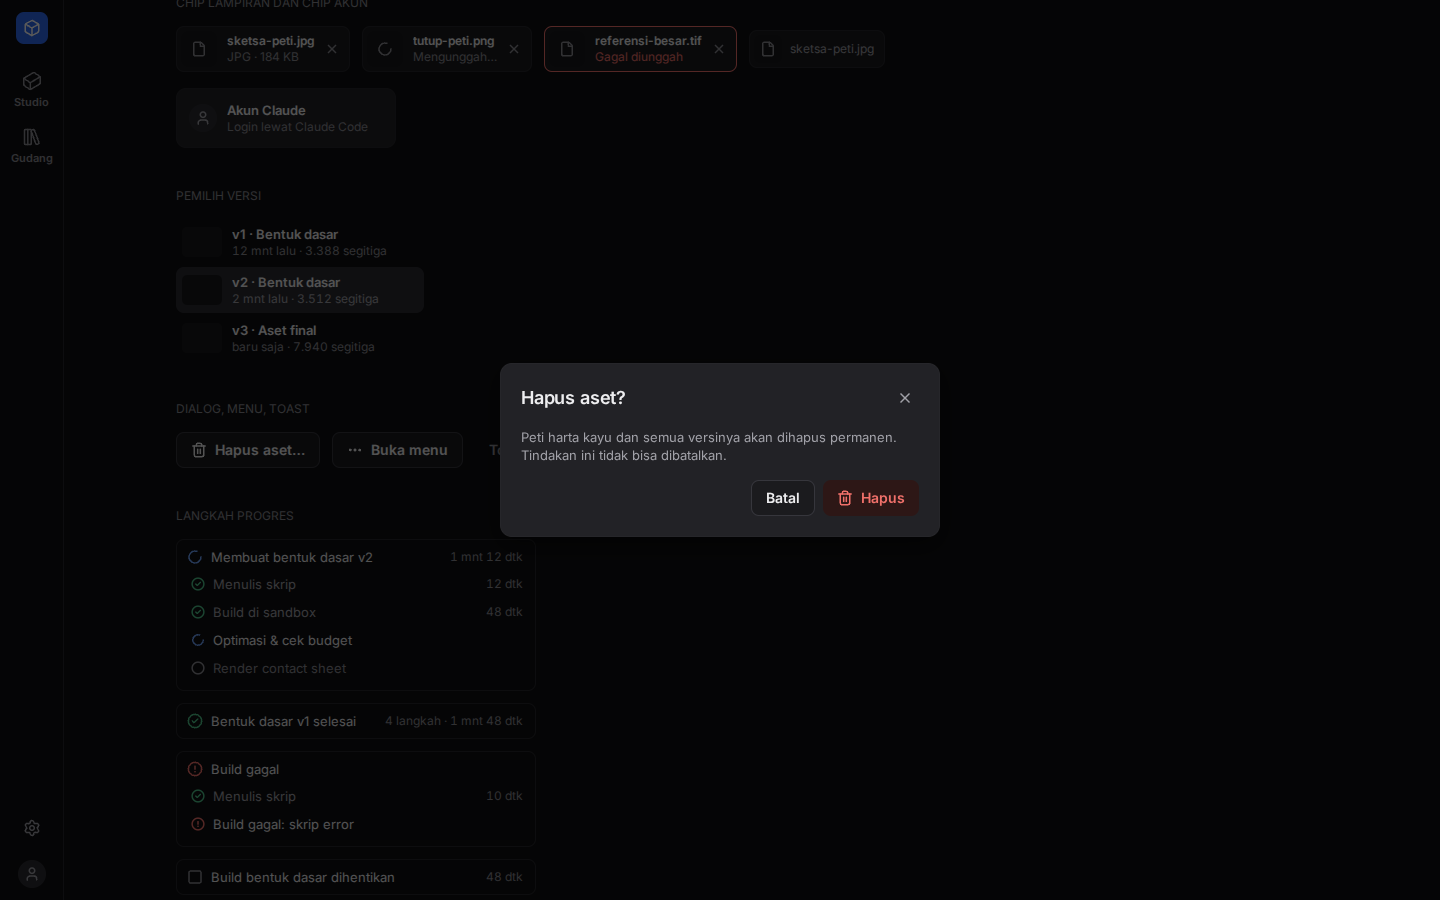 CHIP LAMPIRAN DAN CHIP AKUN
sketsa-peti.jpg
JPG · 184 KB
tutup-peti.png
Mengunggah...
referensi-besar.tif
Gagal diunggah
sketsa-peti.jpg
Akun Claude
Login lewat Claude Code
Studio
Gudang
PEMILIH VERSI
v1 · Bentuk dasar
12 mnt lalu · 3.388 segitiga
v2 · Bentuk dasar
2 mnt lalu · 3.512 segitiga
v3 · Aset final
baru saja · 7.940 segitiga
DIALOG, MENU, TOAST
Hapus aset...
Buka menu
Hapus aset?
Peti harta kayu dan semua versinya akan dihapus permanen.
Tindakan ini tidak bisa dibatalkan.
Batal
Hapus
LANGKAH PROGRES
Membuat bentuk dasar v2 1 mnt 12 dtk
Menulis skrip 12 dtk
Build di sandbox 48 dtk
Optimasi & cek budget
Render contact sheet
Bentuk dasar v1 selesai 4 langkah · 1 mnt 48 dtk
Build gagal
Menulis skrip 10 dtk
Build gagal: skrip error
Build bentuk dasar dihentikan 48 dtk